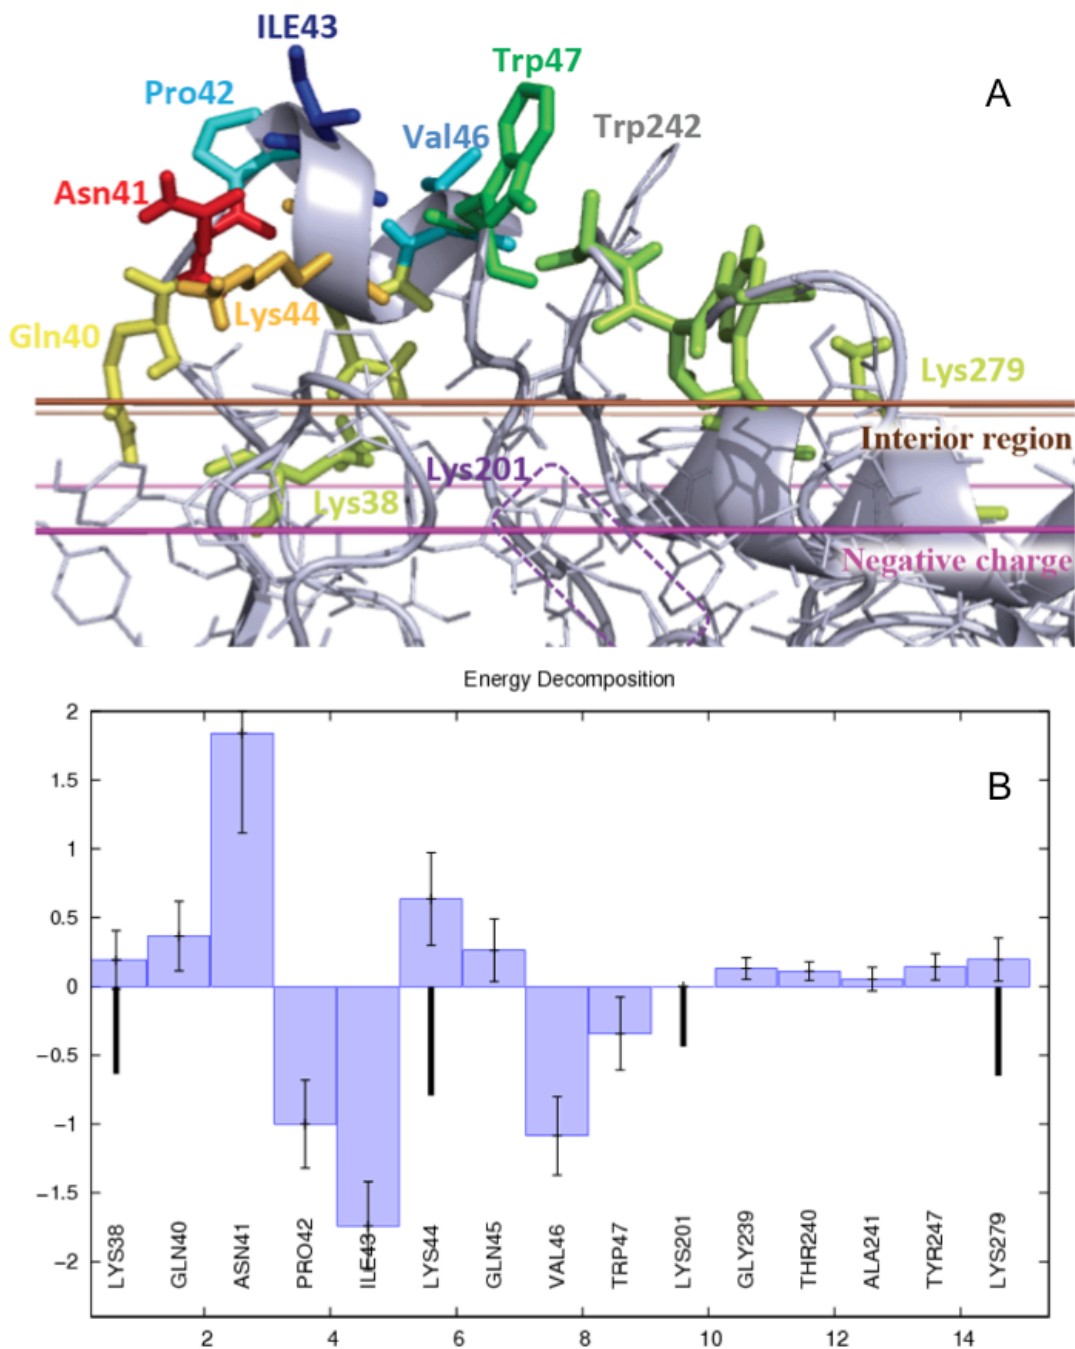 ILE43
Trp47
Pro42
A
Val46
Trp242
Asn41
Lys44
Gln40
Lys279
Interior region
Lys201
Lys38
Negative charge
Energy Decomposition
2
1.5
B
1
0.5
0
−0.5
−1
−1.5
−2
LYS38
GLN40
ASN41
PRO42
ILE43
LYS44
GLN45
VAL46
TRP47
LYS201
GLY239
THR240
ALA241
TYR247
LYS279
2 4 6 8 10 12 14